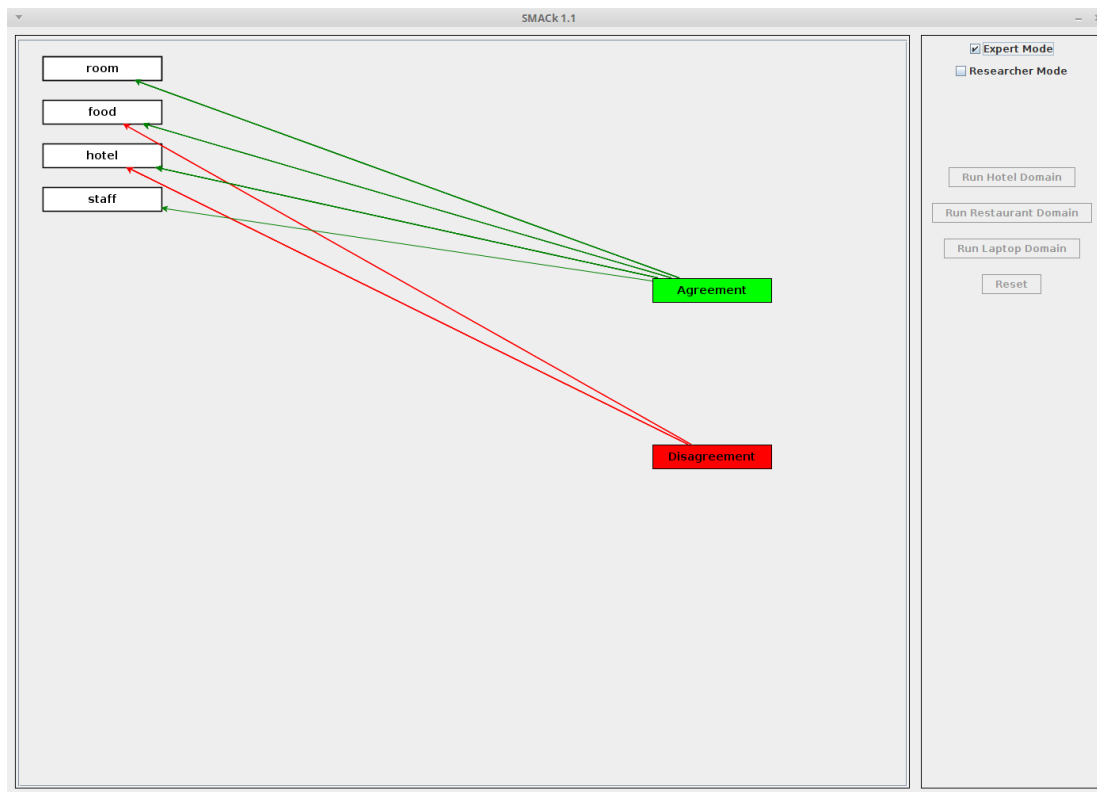 SMACk 1.1
room
food
hotel
staff
Agreement
Disagreement
Expert Mode
Researcher Mode
Run Hotel Domain
Run Restaurant Domain
Run Laptop Domain
Reset